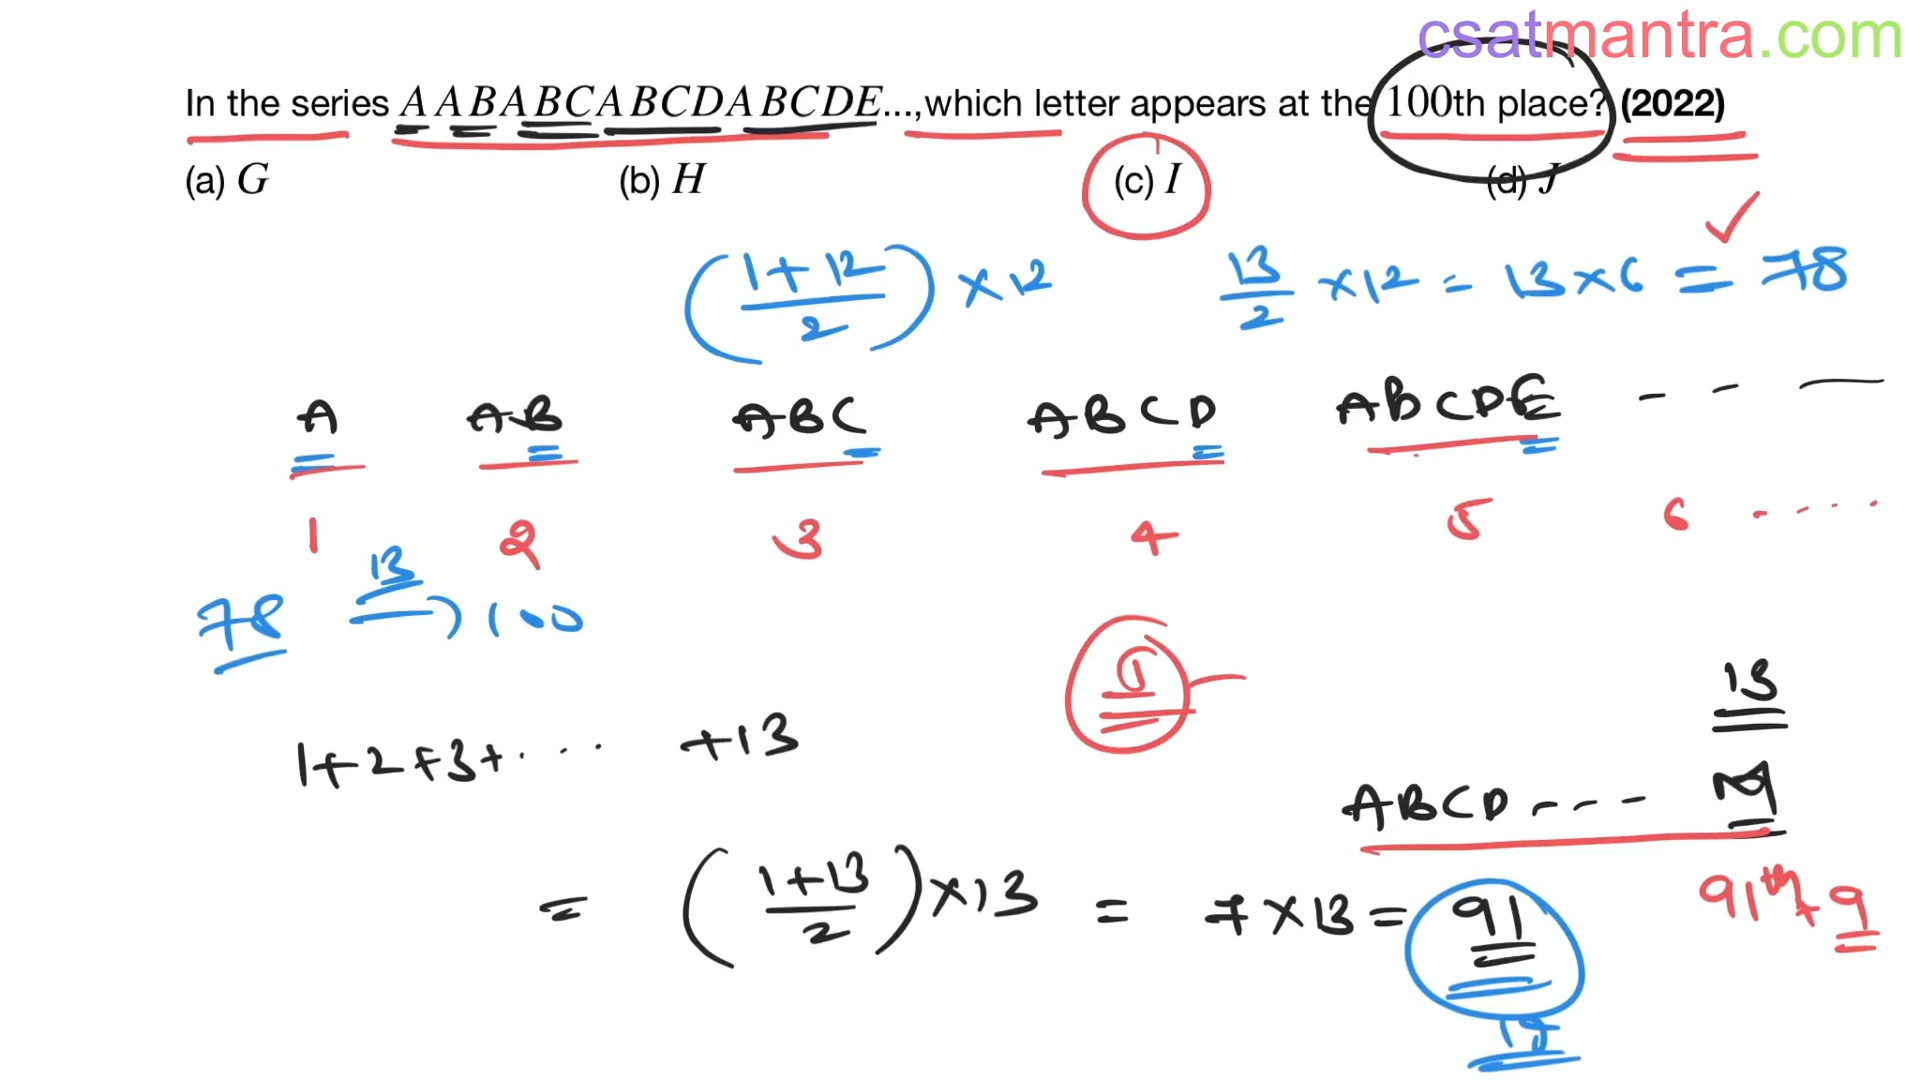 csatmantra.com
In the series A A B A B C A B C D A B C D E..., which letter appears at the 100th place? (2022)
(a) G (b) H (c) I (d) J
(1+12/2) ×12 13/2 ×12 = 13×6 = 78
A AB ABC ABCD ABCDE - - —
1 2 3 4 5 6 .....
13
78 ) 100
13
1+2+3+... +13
ABCD--- M
= (1+13/2)×13 = 7×13 = 91
91th + 9